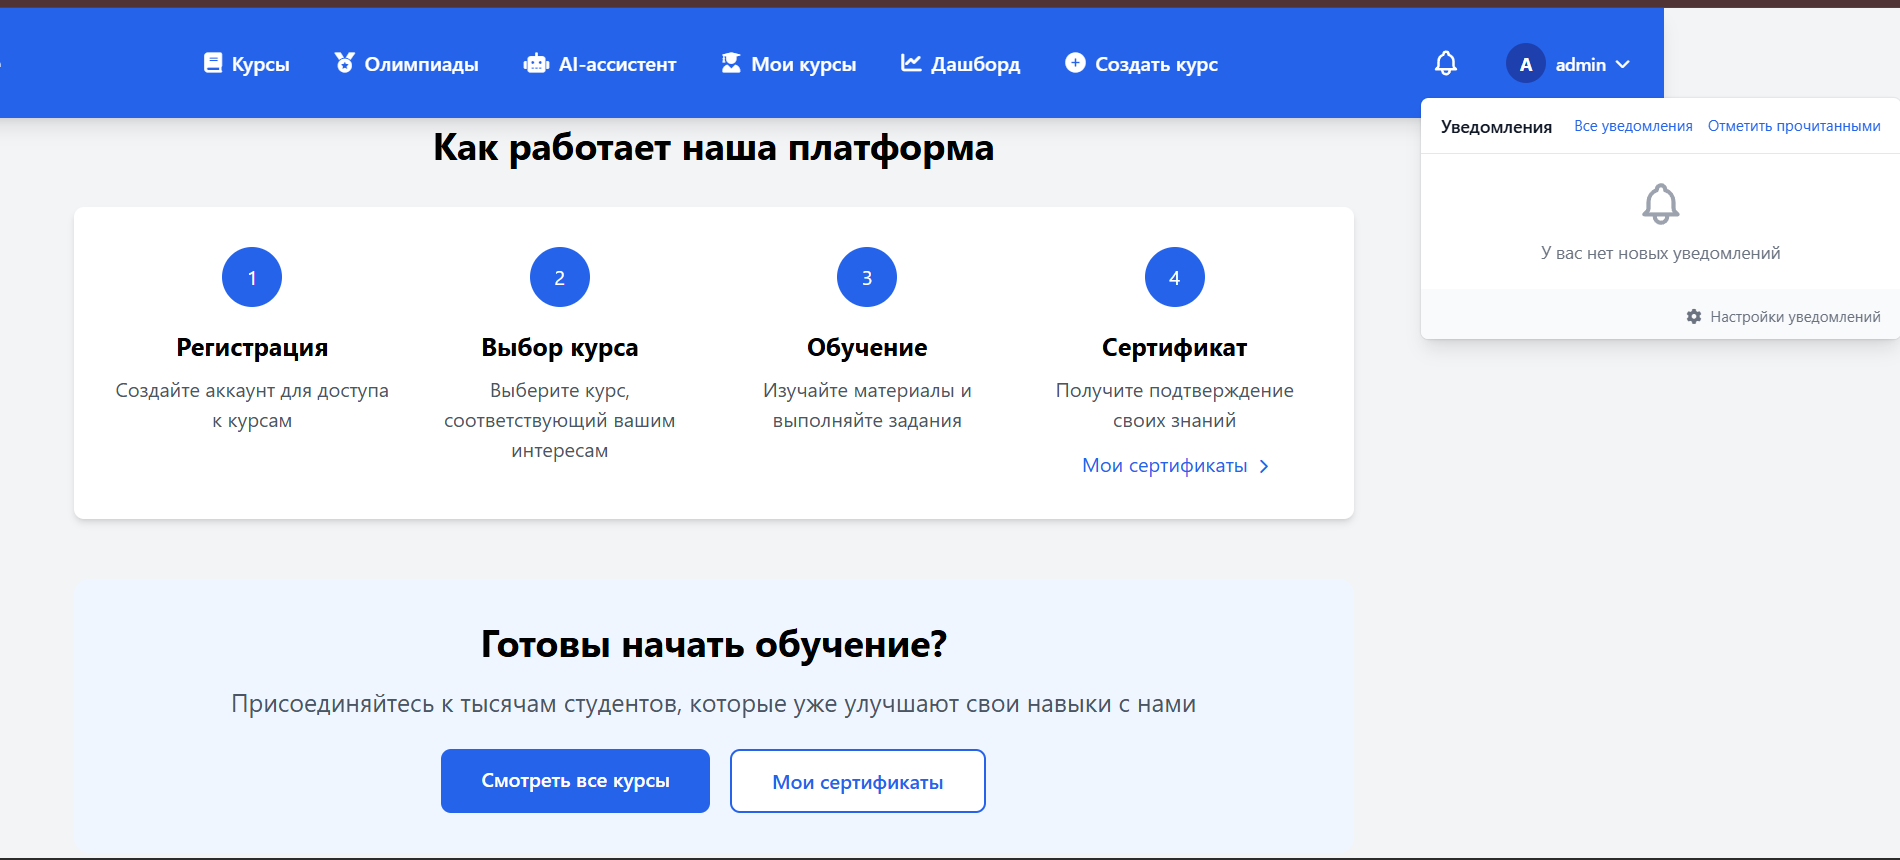 Курсы
Олимпиады
AI-ассистент
Мои курсы
Дашборд
Создать курс
A
admin
Уведомления
Все уведомления
Отметить прочитанными
У вас нет новых уведомлений
Настройки уведомлений
Как работает наша платформа
1
Регистрация
Создайте аккаунт для доступа
к курсам
2
Выбор курса
Выберите курс,
соответствующий вашим
интересам
3
Обучение
Изучайте материалы и
выполняйте задания
4
Сертификат
Получите подтверждение
своих знаний
Мои сертификаты
Готовы начать обучение?
Присоединяйтесь к тысячам студентов, которые уже улучшают свои навыки с нами
Смотреть все курсы
Мои сертификаты